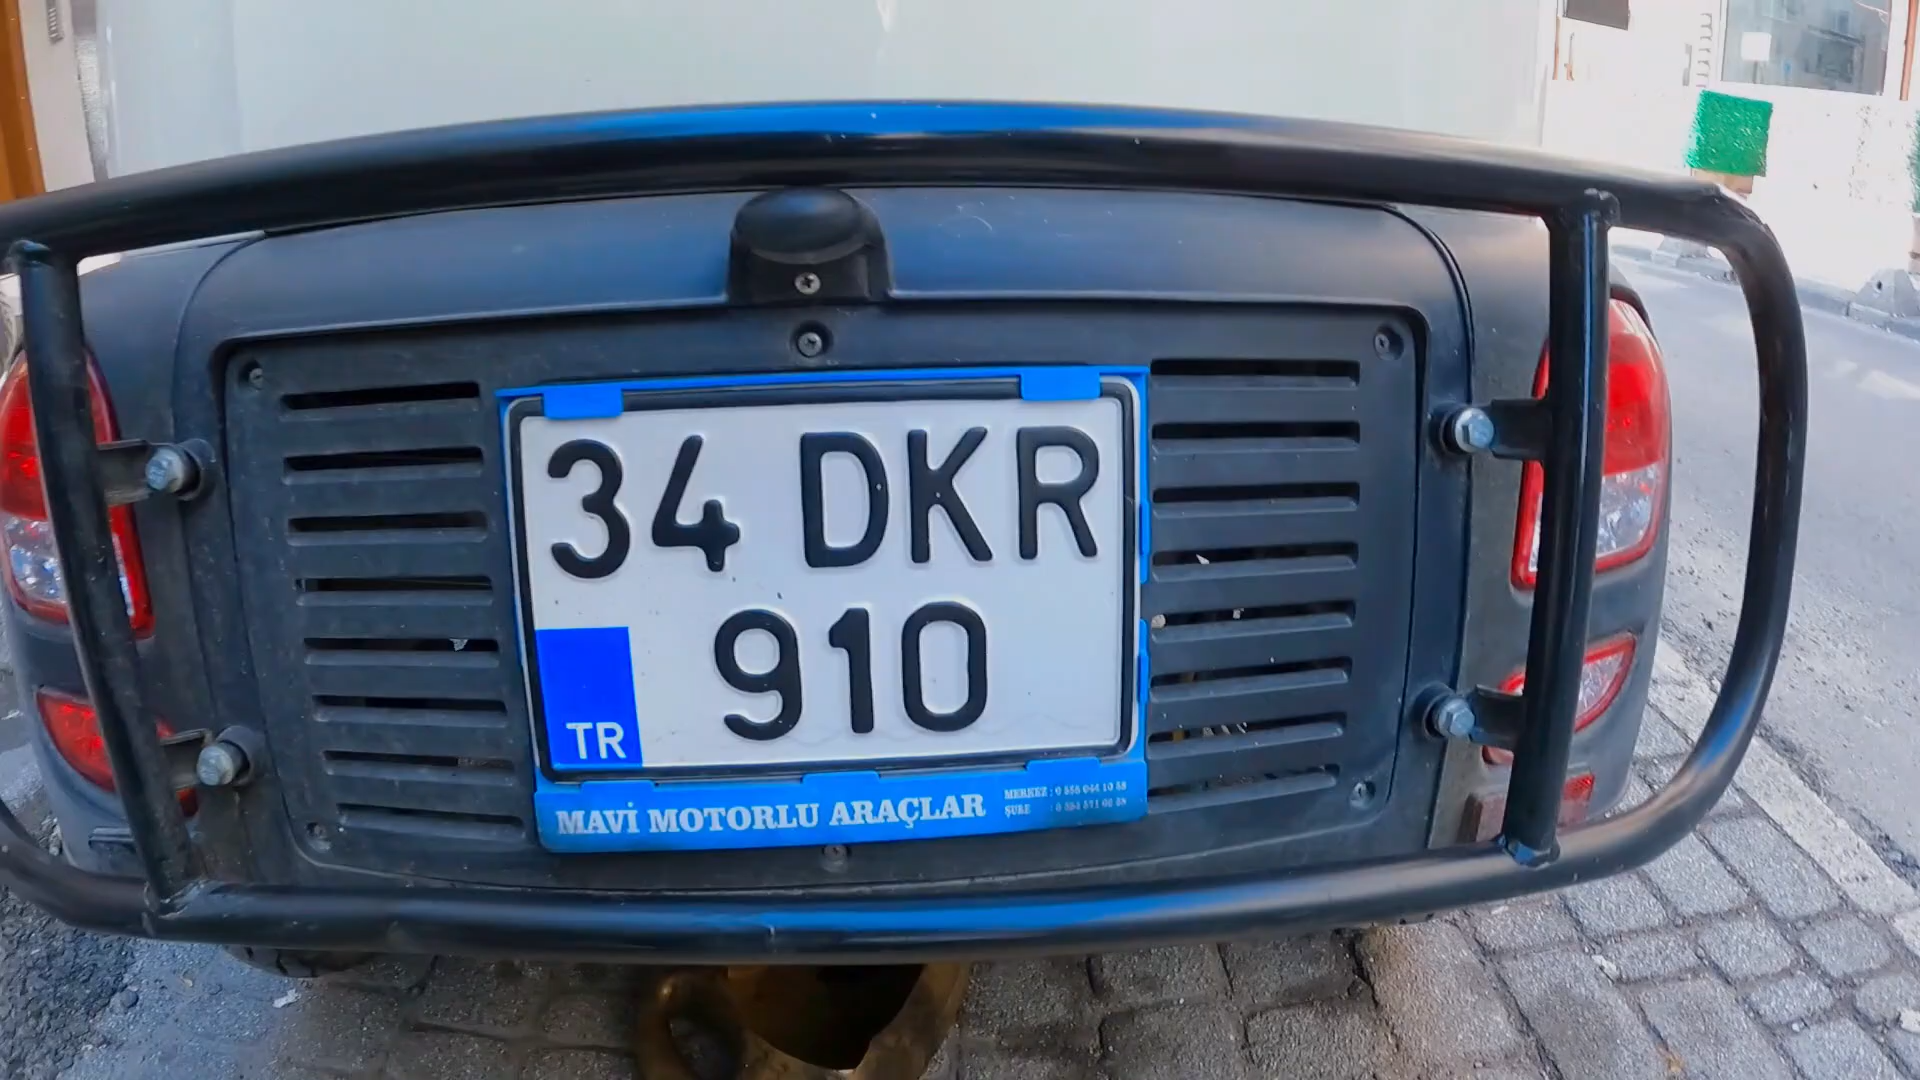 34 DKR
910
TR
MAVİ MOTORLU ARAÇLAR
MERKEZ :
ŞUBE :